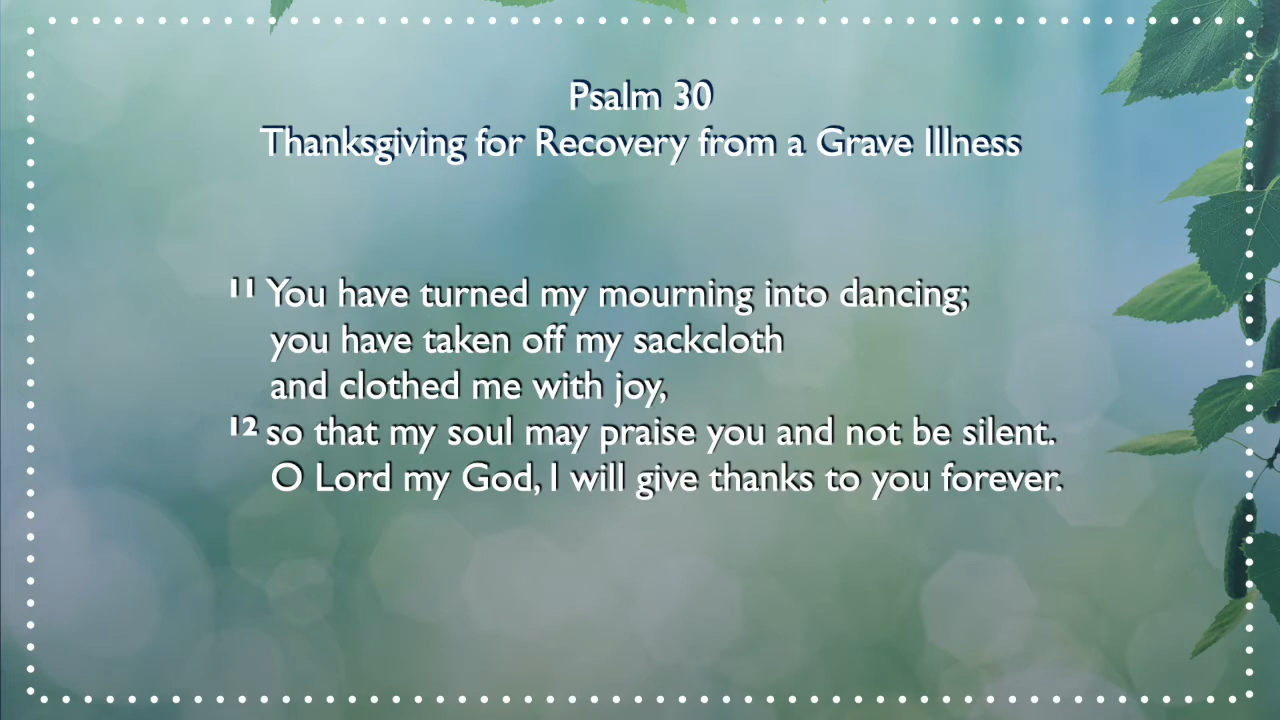 Psalm 30
Thanksgiving for Recovery from a Grave Illness
¹¹ You have turned my mourning into dancing;
you have taken off my sackcloth
and clothed me with joy,
¹² so that my soul may praise you and not be silent.
O Lord my God, I will give thanks to you forever.